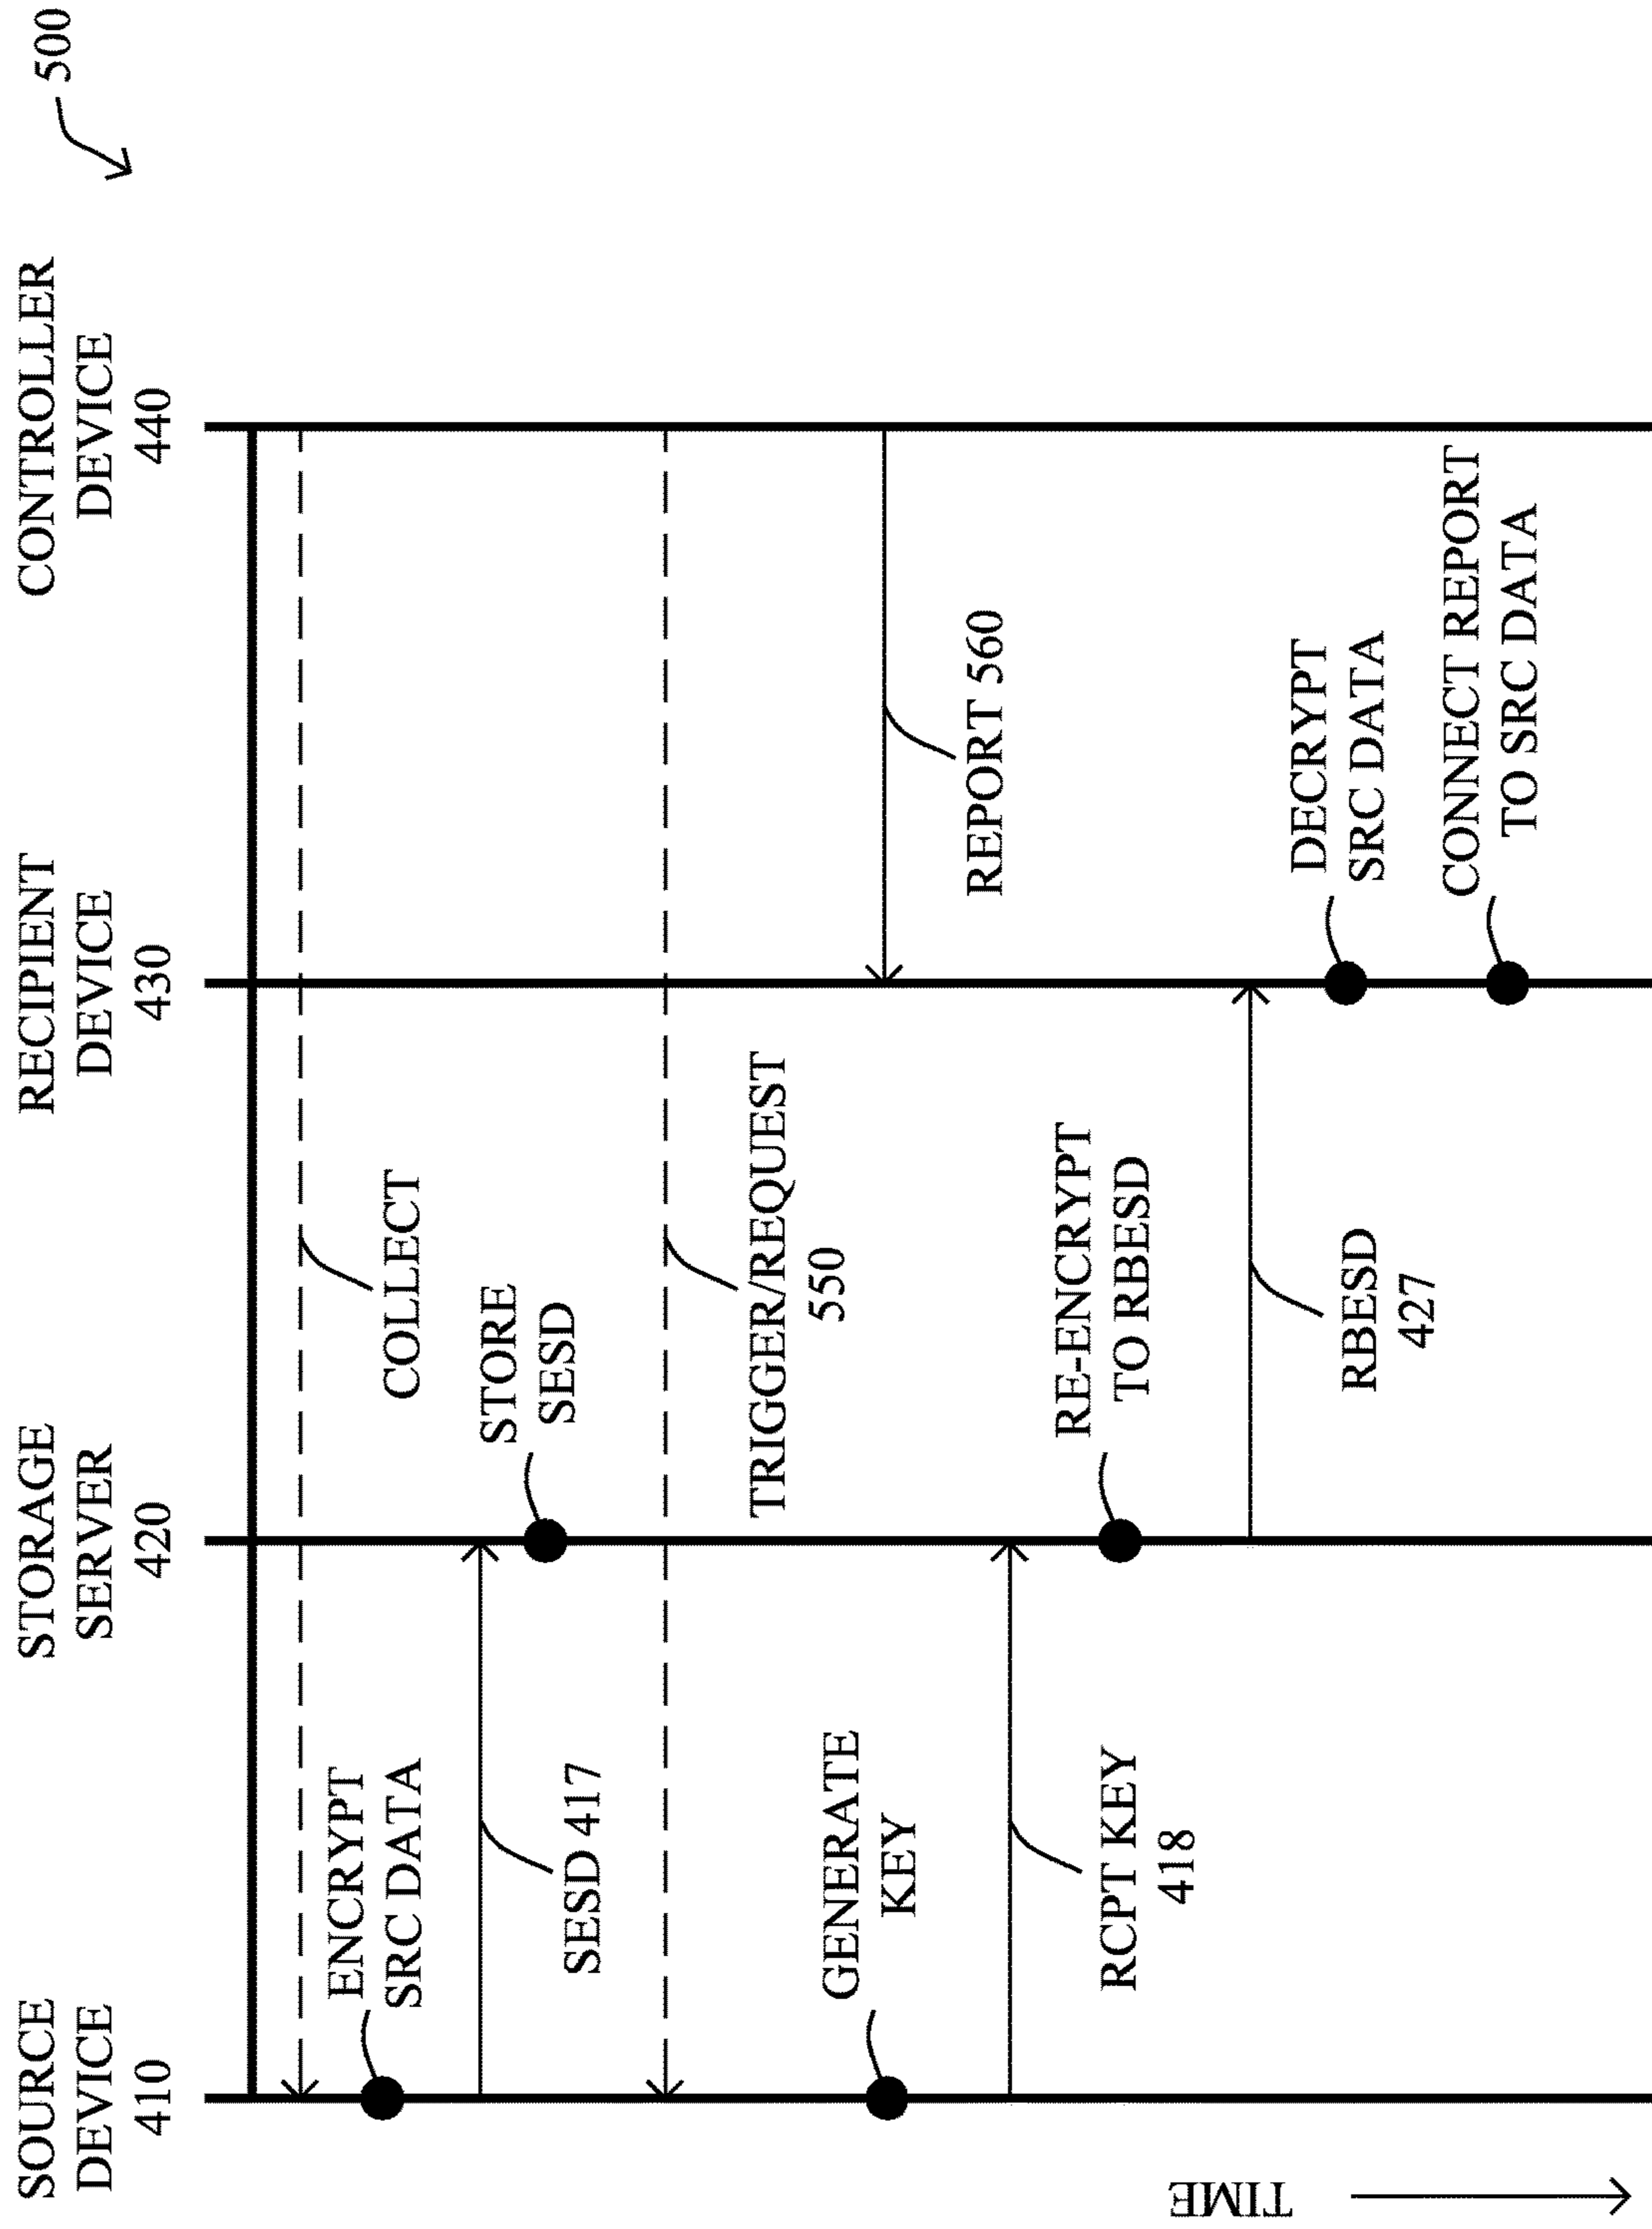 500
SOURCE
DEVICE
410
STORAGE
SERVER
420
RECIPIENT
DEVICE
430
CONTROLLER
DEVICE
440
COLLECT
ENCRYPT
SRC DATA
STORE
SESD
SESD 417
TRIGGER/REQUEST
550
GENERATE
KEY
REPORT 560
RCPT KEY
418
RE-ENCRYPT
TO RBESD
RBESD
427
DECRYPT
SRC DATA
CONNECT REPORT
TO SRC DATA
TIME